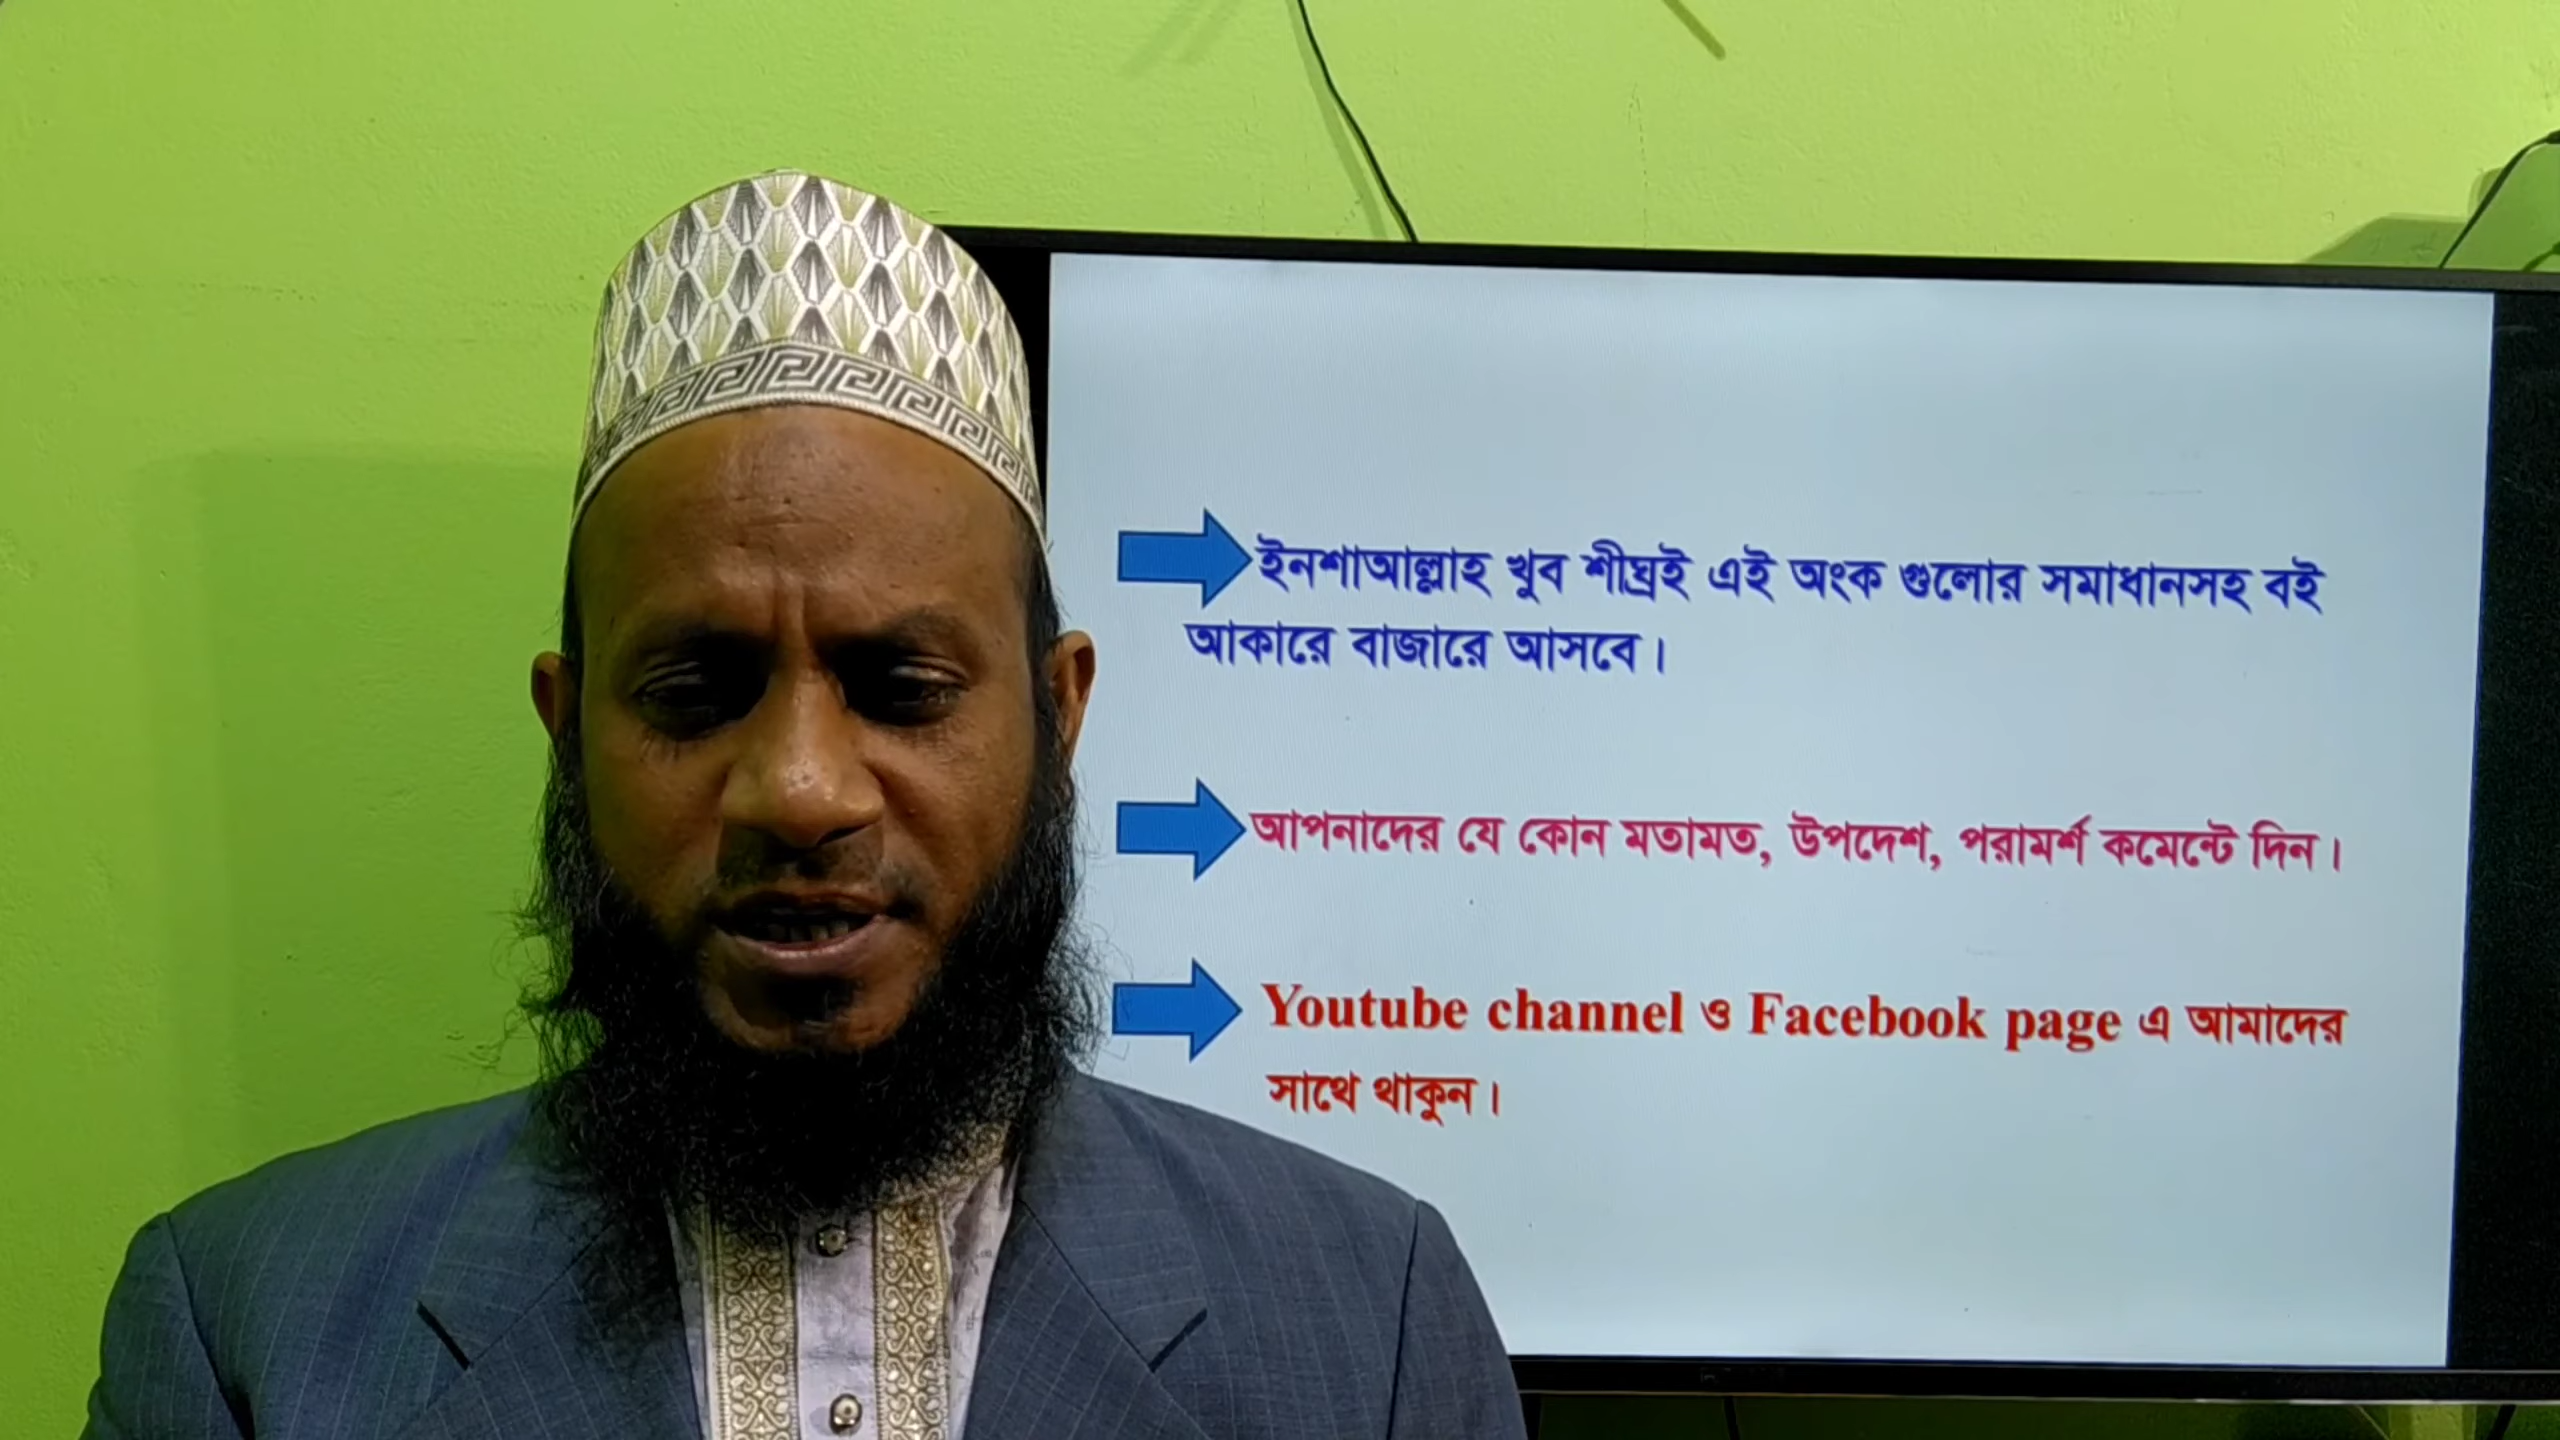 ইনশাআল্লাহ খুব শীঘ্রই এই অংক গুলোর সমাধানসহ বই
আকারে বাজারে আসবে।
আপনাদের যে কোন মতামত, উপদেশ, পরামর্শ কমেন্টে দিন।
Youtube channel ও Facebook page এ আমাদের
সাথে থাকুন।